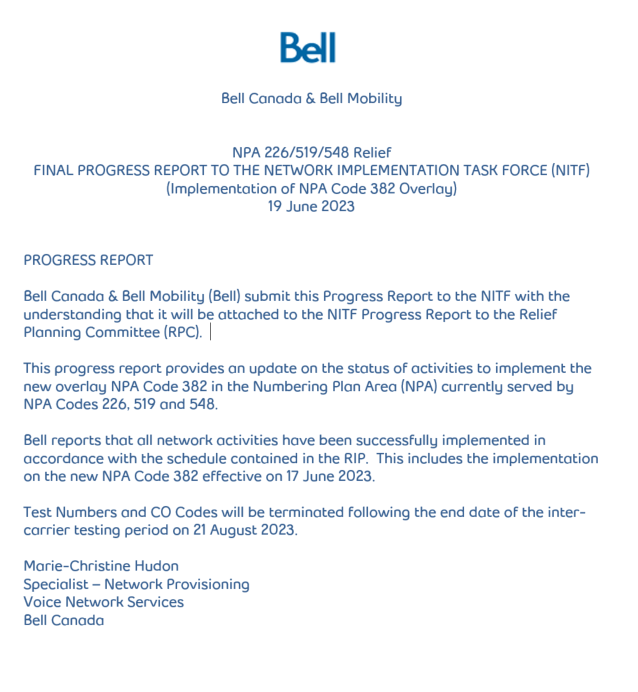 Bell
Bell Canada & Bell Mobility
NPA 226/519/548 Relief
FINAL PROGRESS REPORT TO THE NETWORK IMPLEMENTATION TASK FORCE (NITF)
(Implementation of NPA Code 382 Overlay)
19 June 2023
PROGRESS REPORT
Bell Canada & Bell Mobility (Bell) submit this Progress Report to the NITF with the
understanding that it will be attached to the NITF Progress Report to the Relief
Planning Committee (RPC).
This progress report provides an update on the status of activities to implement the
new overlay NPA Code 382 in the Numbering Plan Area (NPA) currently served by
NPA Codes 226, 519 and 548.
Bell reports that all network activities have been successfully implemented in
accordance with the schedule contained in the RIP.  This includes the implementation
on the new NPA Code 382 effective on 17 June 2023.
Test Numbers and CO Codes will be terminated following the end date of the inter-
carrier testing period on 21 August 2023.
Marie-Christine Hudon
Specialist – Network Provisioning
Voice Network Services
Bell Canada